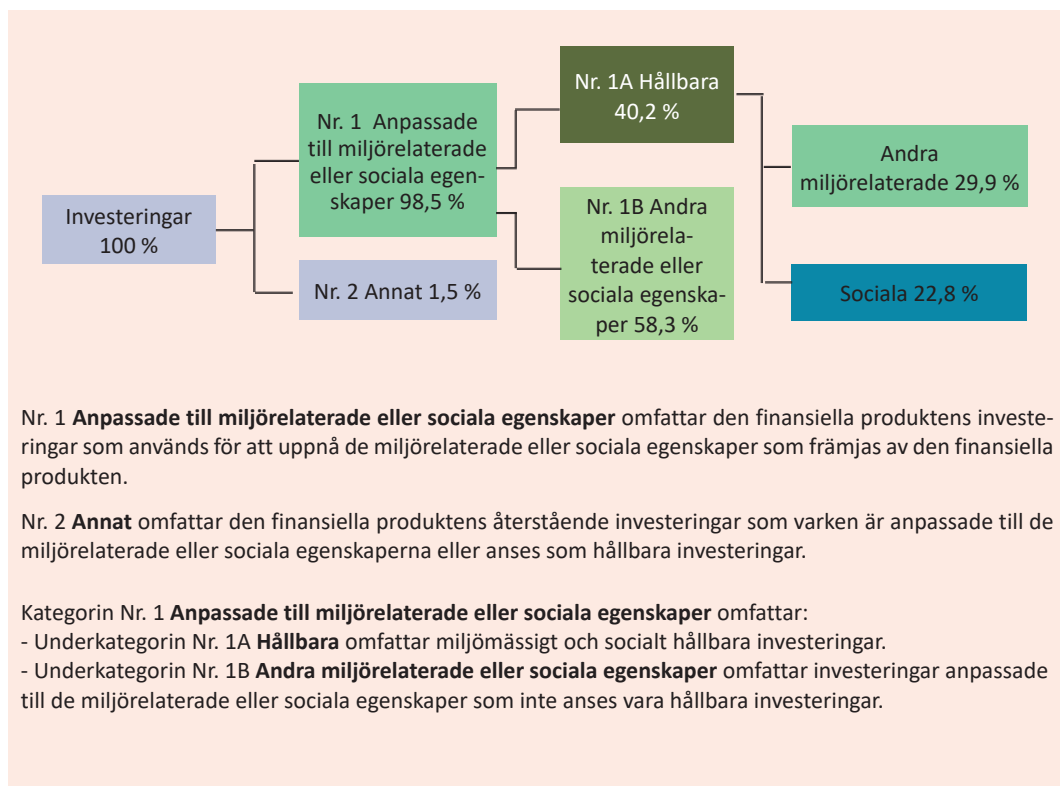 Investeringar
100 %
Nr. 1 Anpassade
till miljörelaterade
eller sociala egen-
skaper 98,5 %
Nr. 2 Annat 1,5 %
Nr. 1A Hållbara
40,2 %
Nr. 1B Andra
miljörela-
terade eller
sociala egenska-
per 58,3 %
Andra
miljörelaterade 29,9 %
Sociala 22,8 %
Nr. 1 Anpassade till miljörelaterade eller sociala egenskaper omfattar den finansiella produktens investe-
ringar som används för att uppnå de miljörelaterade eller sociala egenskaper som främjas av den finansiella
produkten.
Nr. 2 Annat omfattar den finansiella produktens återstående investeringar som varken är anpassade till de
miljörelaterade eller sociala egenskaperna eller anses som hållbara investeringar.
Kategorin Nr. 1 Anpassade till miljörelaterade eller sociala egenskaper omfattar:
- Underkategorin Nr. 1A Hållbara omfattar miljömässigt och socialt hållbara investeringar.
- Underkategorin Nr. 1B Andra miljörelaterade eller sociala egenskaper omfattar investeringar anpassade
till de miljörelaterade eller sociala egenskaper som inte anses vara hållbara investeringar.